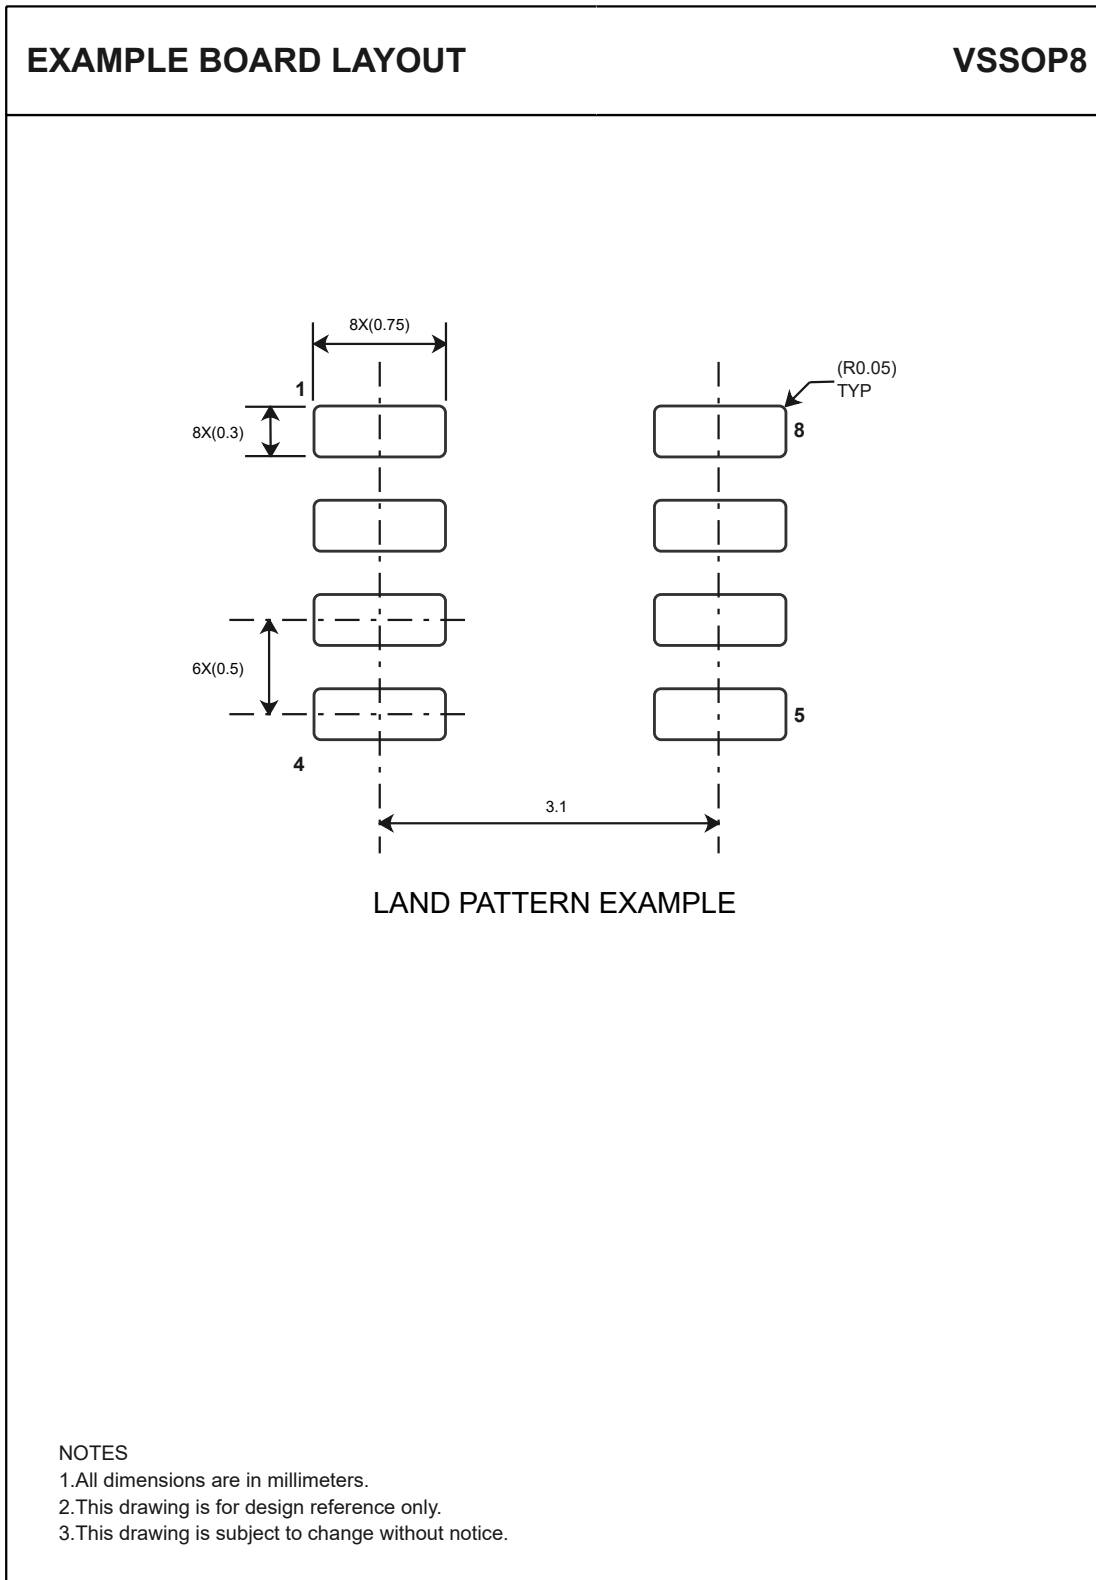 EXAMPLE BOARD LAYOUT VSSOP8
8X(0.75)
(R0.05)
TYP
1
8X(0.3)
8
6X(0.5)
5
4
3.1
LAND PATTERN EXAMPLE
NOTES
1.All dimensions are in millimeters.
2.This drawing is for design reference only.
3.This drawing is subject to change without notice.